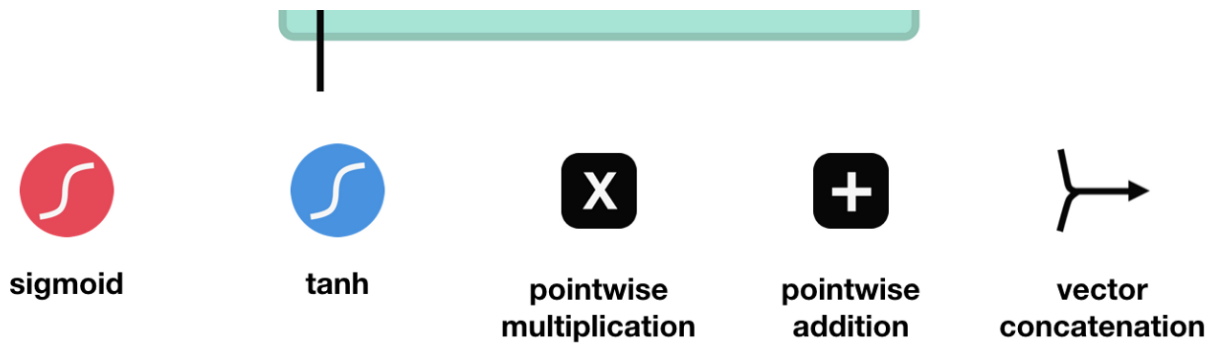 X
+
sigmoid
tanh
pointwise
multiplication
pointwise
addition
vector
concatenation